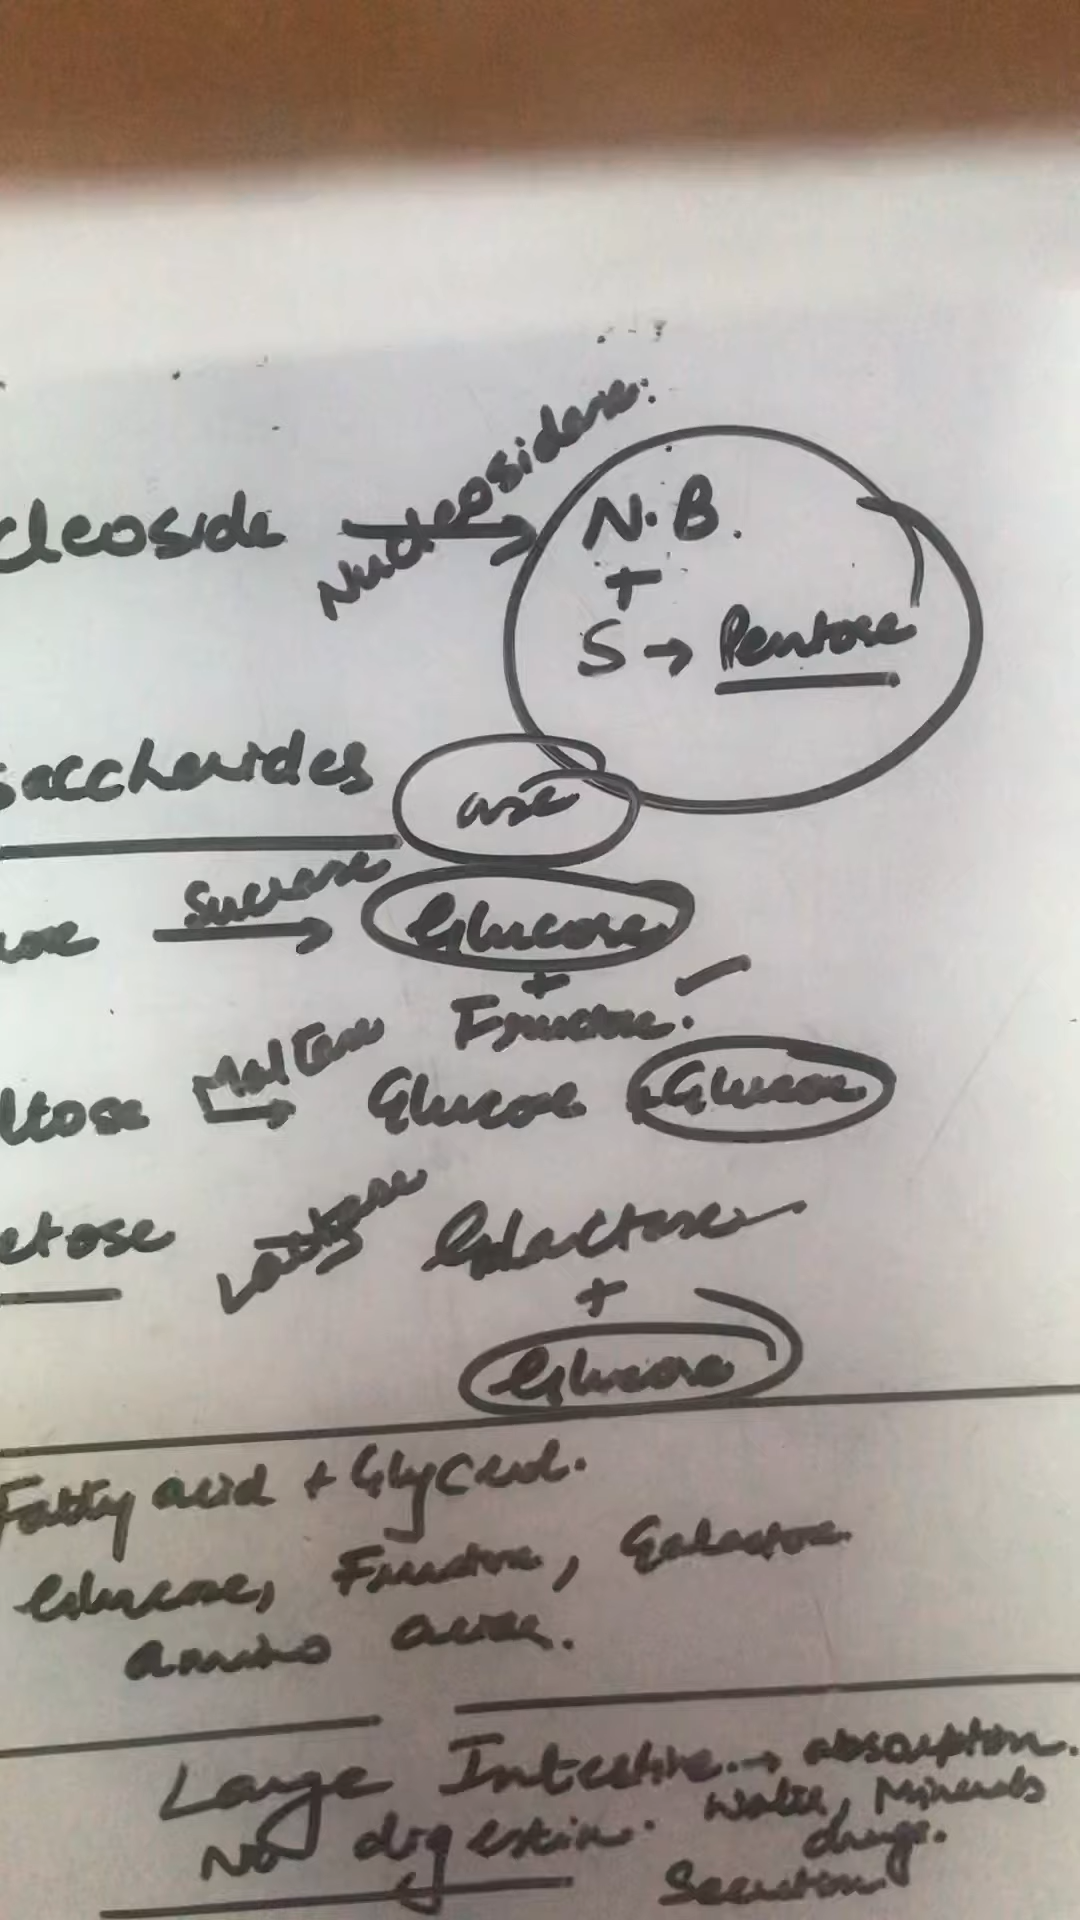 cleoside Nucleosidase. N.B.
+
S → Pentose
saccharides ase
ose Sucrase → Glucose
+
Fructose.
ltose Maltase → Glucose + Glucose
ctose Lactase → Galactose
+
Glucose
Fatty acid + Glycerol.
Glucose, Fructose, Galactose.
amino acids.
Large Intestine. → absorption.
No digestion. water, Minerals
drugs.
Secretion